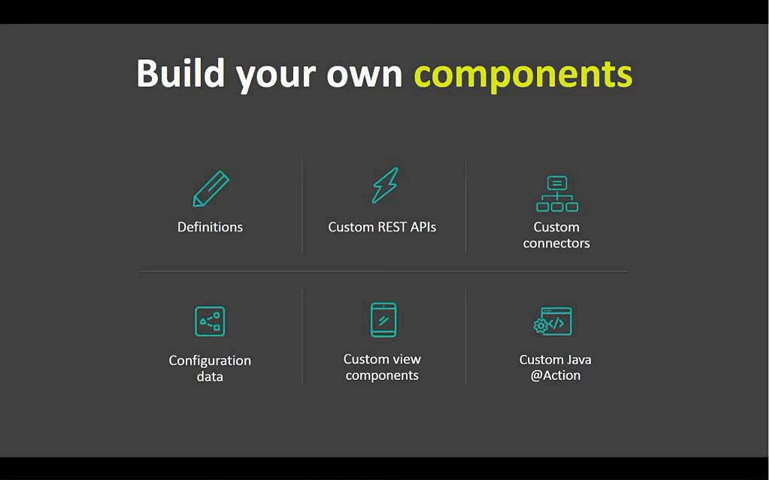 Build your own components
Definitions
Custom REST APIs
Custom
connectors
Configuration
data
Custom view
components
Custom Java
@Action